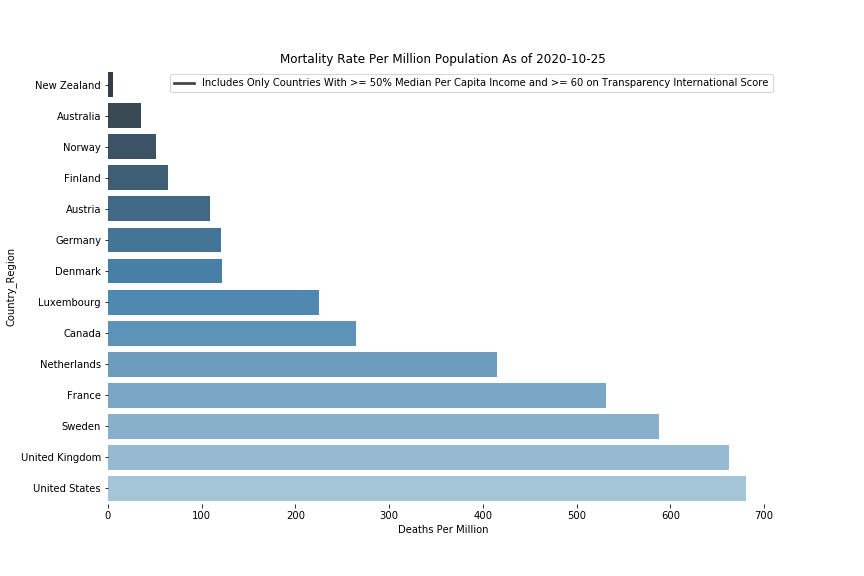 Mortality Rate Per Million Population As of 2020-10-25
Includes Only Countries With >= 50% Median Per Capita Income and >= 60 on Transparency International Score
Country_Region
New Zealand
Australia
Norway
Finland
Austria
Germany
Denmark
Luxembourg
Canada
Netherlands
France
Sweden
United Kingdom
United States
0 100 200 300 400 500 600 700
Deaths Per Million